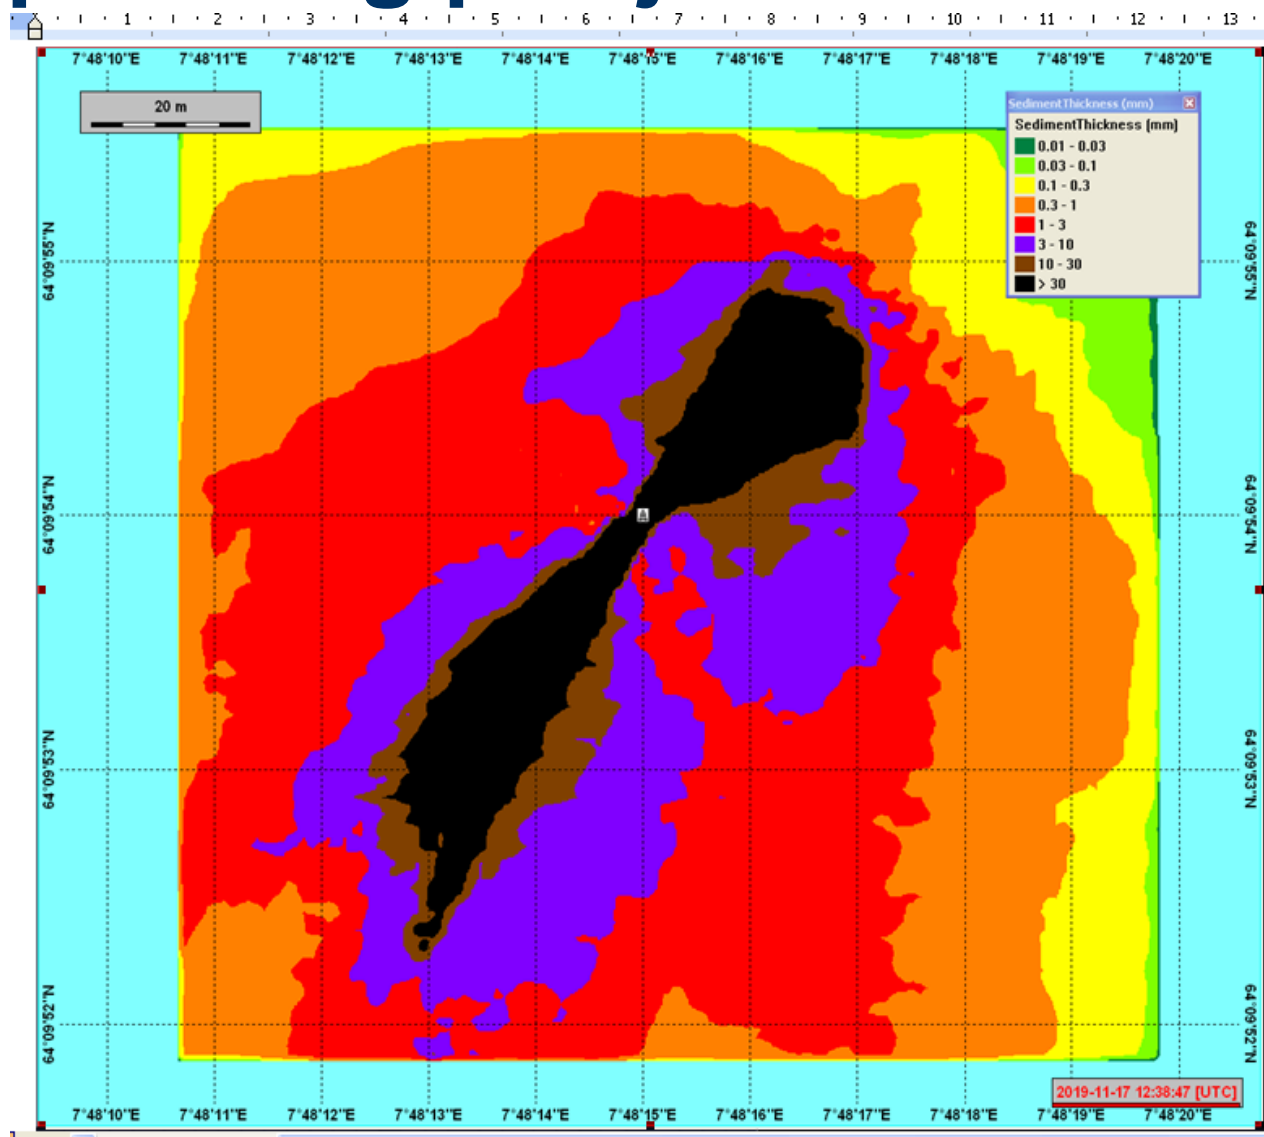 1 2 3 4 5 6 7 8 9 10 11 12 13
7°48'10"E 7°48'11"E 7°48'12"E 7°48'13"E 7°48'14"E 7°48'15"E 7°48'16"E 7°48'17"E 7°48'18"E 7°48'19"E 7°48'20"E
20 m
SedimentThickness (mm)
SedimentThickness (mm)
0.01 - 0.03
0.03 - 0.1
0.1 - 0.3
0.3 - 1
1 - 3
3 - 10
10 - 30
> 30
64°09'55"N 64°09'55"N
64°09'54"N 64°09'54"N
64°09'53"N 64°09'53"N
64°09'52"N 64°09'52"N
2019-11-17 12:38:47 [UTC]
7°48'10"E 7°48'11"E 7°48'12"E 7°48'13"E 7°48'14"E 7°48'15"E 7°48'16"E 7°48'17"E 7°48'18"E 7°48'19"E 7°48'20"E